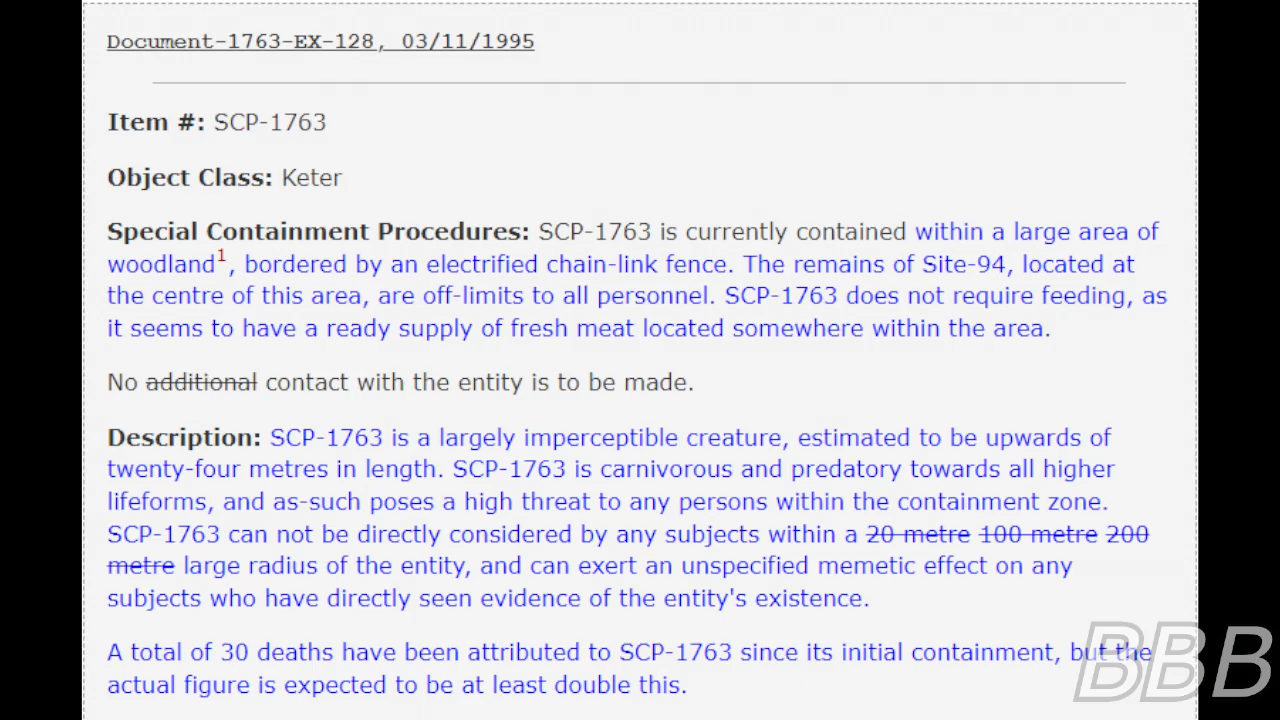 Document-1763-EX-128, 03/11/1995
Item #: SCP-1763
Object Class: Keter
Special Containment Procedures: SCP-1763 is currently contained within a large area of
woodland1, bordered by an electrified chain-link fence. The remains of Site-94, located at
the centre of this area, are off-limits to all personnel. SCP-1763 does not require feeding, as
it seems to have a ready supply of fresh meat located somewhere within the area.
No additional contact with the entity is to be made.
Description: SCP-1763 is a largely imperceptible creature, estimated to be upwards of
twenty-four metres in length. SCP-1763 is carnivorous and predatory towards all higher
lifeforms, and as-such poses a high threat to any persons within the containment zone.
SCP-1763 can not be directly considered by any subjects within a 20 metre 100 metre 200
metre large radius of the entity, and can exert an unspecified memetic effect on any
subjects who have directly seen evidence of the entity's existence.
A total of 30 deaths have been attributed to SCP-1763 since its initial containment, but the
actual figure is expected to be at least double this.
BBB